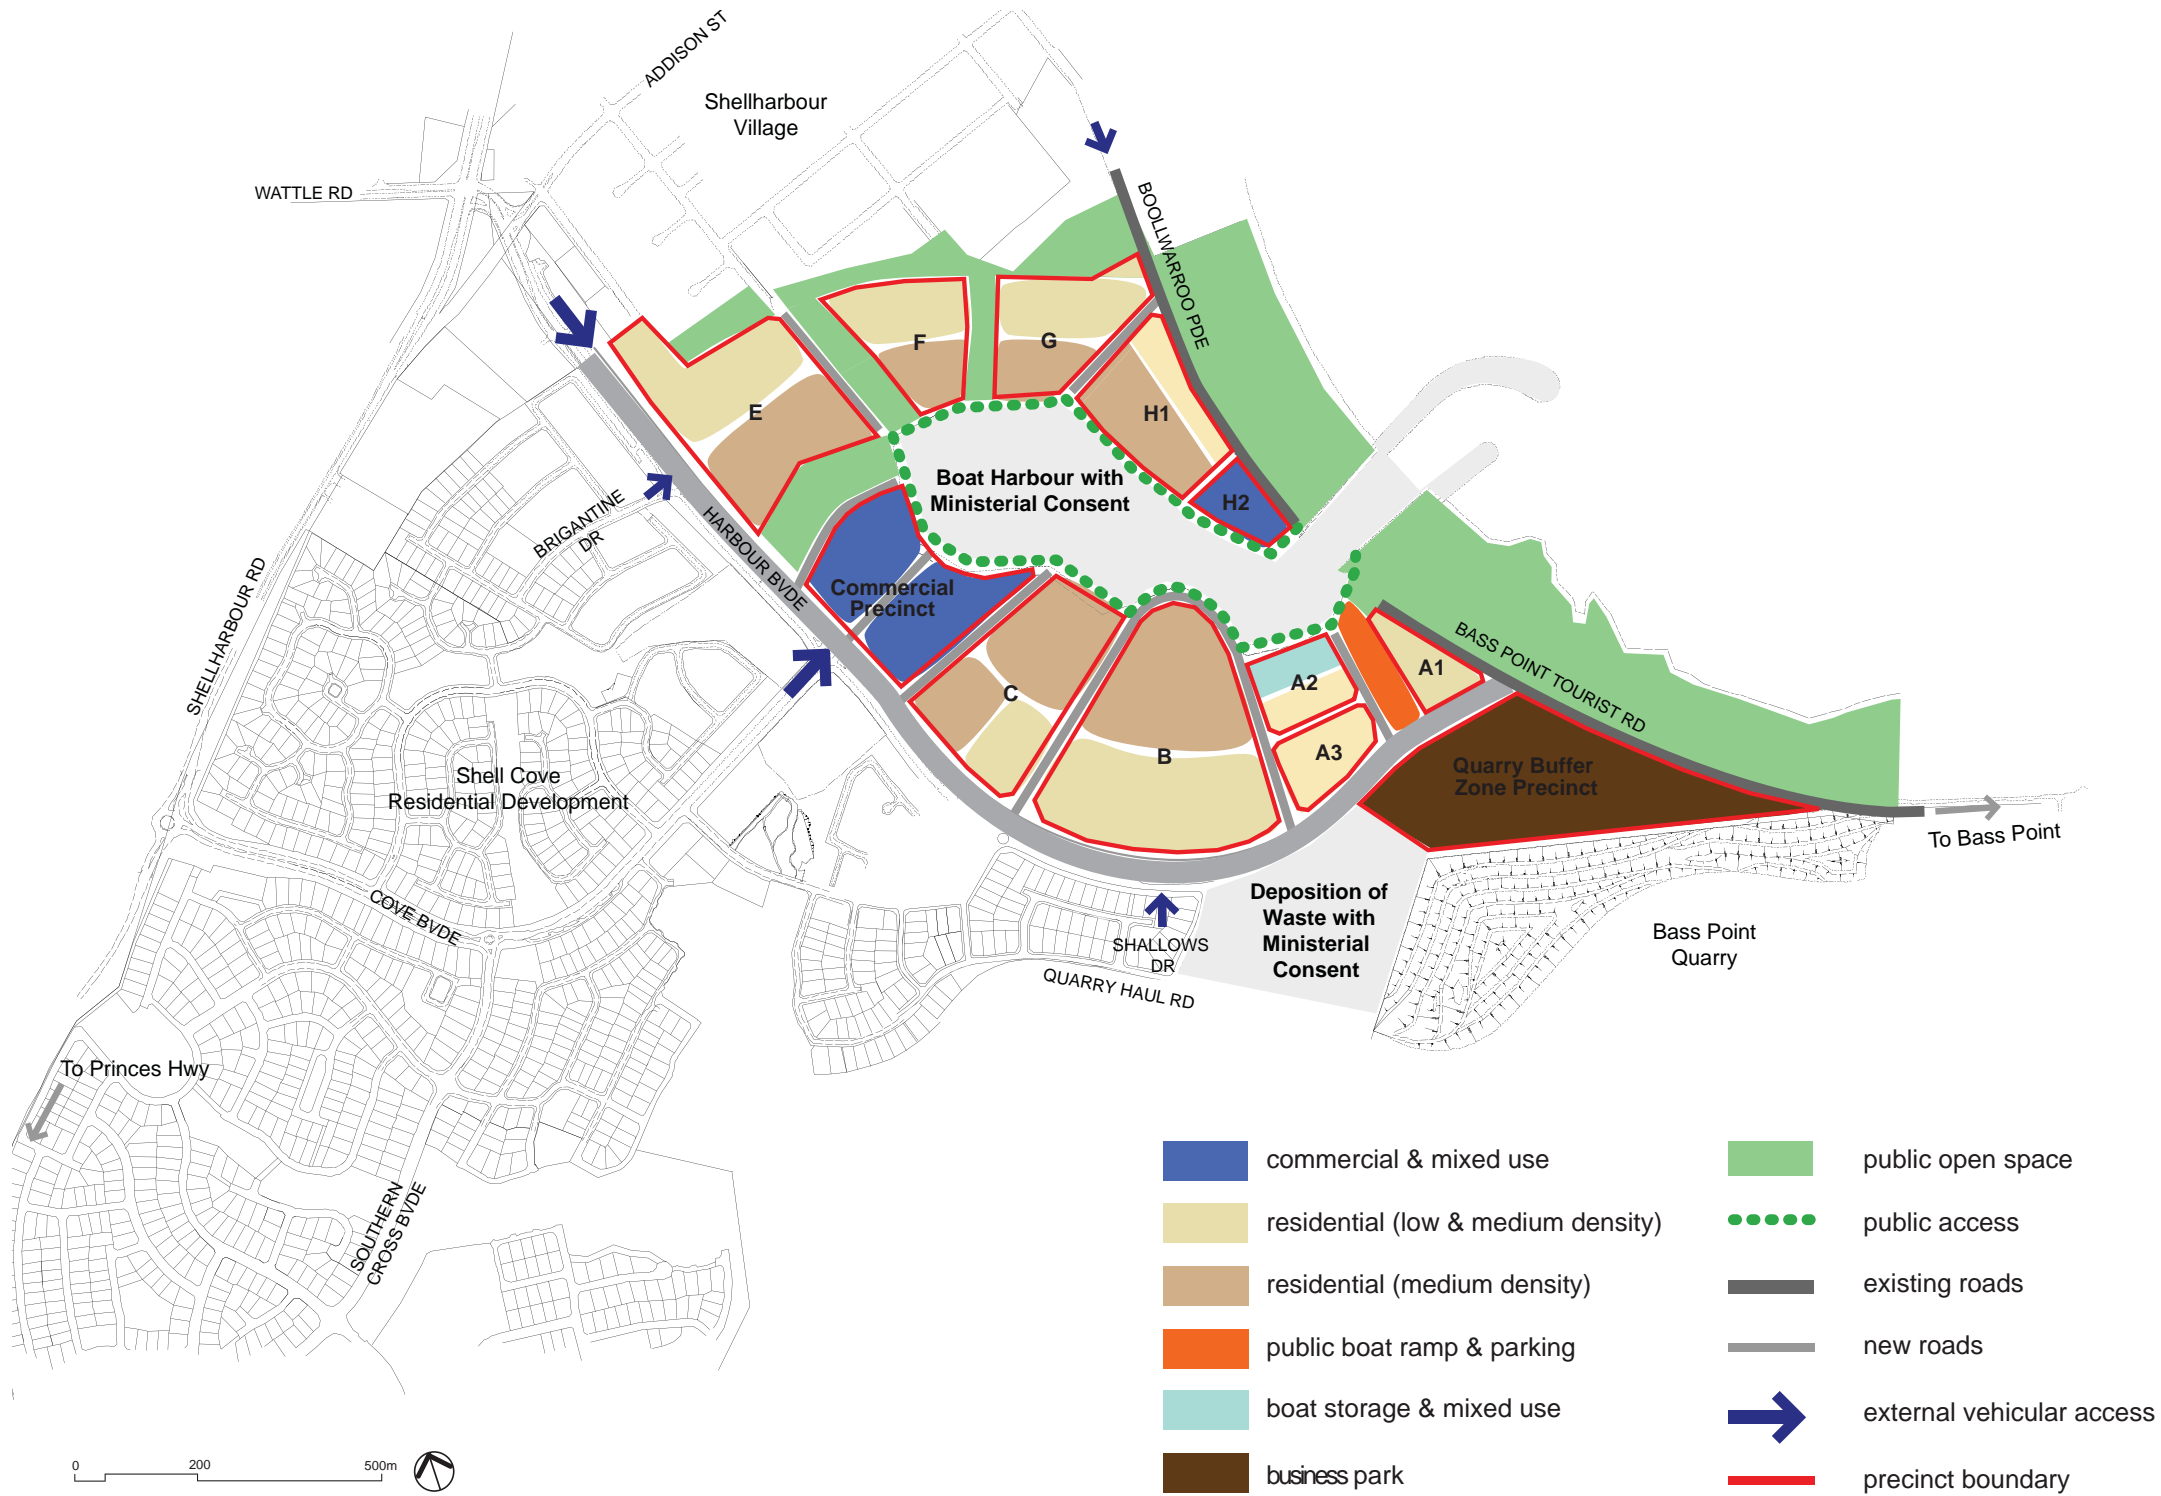 ADDISON ST
Shellharbour
Village
WATTLE RD
BOOLLWARROO PDE
F
G
E
H1
H2
Boat Harbour with
Ministerial Consent
BRIGANTINE
DR
HARBOUR BVDE
SHELLHARBOUR RD
Commercial
Precinct
C
B
A2
A1
A3
BASS POINT TOURIST RD
Quarry Buffer
Zone Precinct
To Bass Point
Shell Cove
Residential Development
COVE BVDE
Deposition of
Waste with
Ministerial
Consent
SHALLOWS
DR
QUARRY HAUL RD
Bass Point
Quarry
To Princes Hwy
SOUTHERN
CROSS BVDE
commercial & mixed use
residential (low & medium density)
residential (medium density)
public boat ramp & parking
boat storage & mixed use
business park
public open space
public access
existing roads
new roads
external vehicular access
precinct boundary
0 200 500m